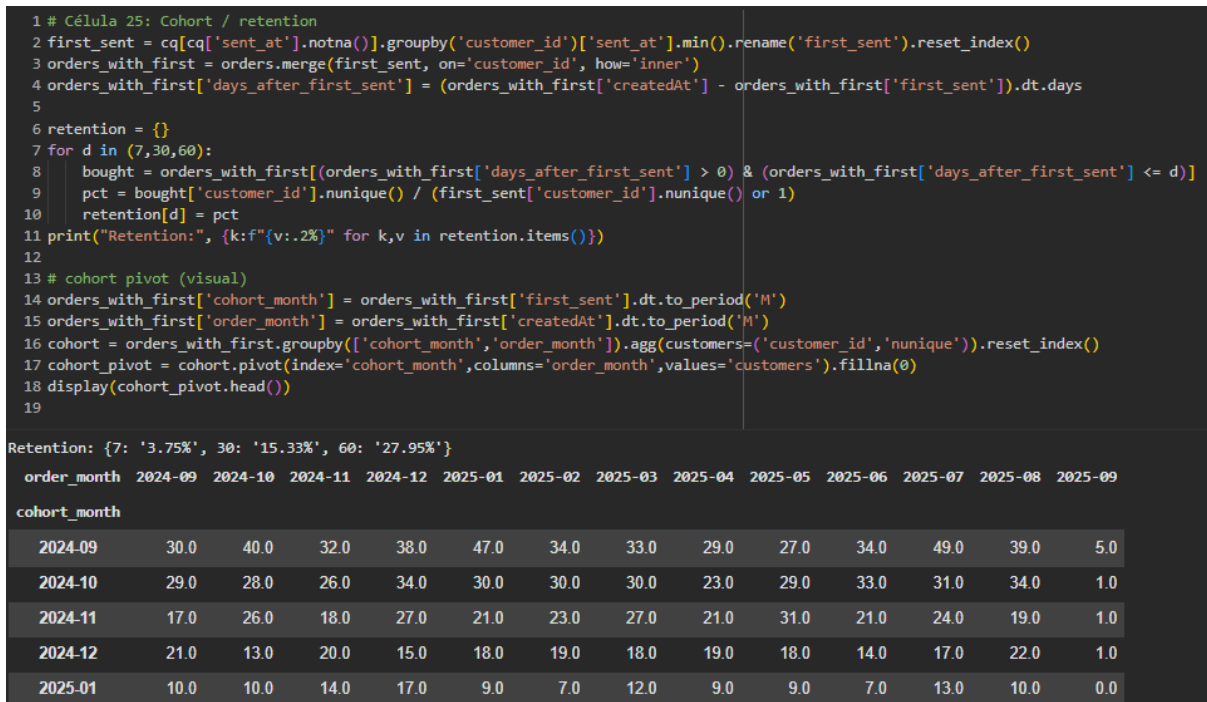 1 # Célula 25: Cohort / retention
2 first_sent = cq[cq['sent_at'].notna()].groupby('customer_id')['sent_at'].min().rename('first_sent').reset_index()
3 orders_with_first = orders.merge(first_sent, on='customer_id', how='inner')
4 orders_with_first['days_after_first_sent'] = (orders_with_first['createdAt'] - orders_with_first['first_sent']).dt.days
5
6 retention = {}
7 for d in (7,30,60):
8     bought = orders_with_first[(orders_with_first['days_after_first_sent'] > 0) & (orders_with_first['days_after_first_sent'] <= d)]
9     pct = bought['customer_id'].nunique() / (first_sent['customer_id'].nunique() or 1)
10     retention[d] = pct
11 print("Retention:", {k:f"{v:.2%}" for k,v in retention.items()})
12
13 # cohort pivot (visual)
14 orders_with_first['cohort_month'] = orders_with_first['first_sent'].dt.to_period('M')
15 orders_with_first['order_month'] = orders_with_first['createdAt'].dt.to_period('M')
16 cohort = orders_with_first.groupby(['cohort_month','order_month']).agg(customers=('customer_id','nunique')).reset_index()
17 cohort_pivot = cohort.pivot(index='cohort_month',columns='order_month',values='customers').fillna(0)
18 display(cohort_pivot.head())
19
Retention: {7: '3.75%', 30: '15.33%', 60: '27.95%'}
order_month 2024-09 2024-10 2024-11 2024-12 2025-01 2025-02 2025-03 2025-04 2025-05 2025-06 2025-07 2025-08 2025-09
cohort_month
2024-09 30.0 40.0 32.0 38.0 47.0 34.0 33.0 29.0 27.0 34.0 49.0 39.0 5.0
2024-10 29.0 28.0 26.0 34.0 30.0 30.0 30.0 23.0 29.0 33.0 31.0 34.0 1.0
2024-11 17.0 26.0 18.0 27.0 21.0 23.0 27.0 21.0 31.0 21.0 24.0 19.0 1.0
2024-12 21.0 13.0 20.0 15.0 18.0 19.0 18.0 19.0 18.0 14.0 17.0 22.0 1.0
2025-01 10.0 10.0 14.0 17.0 9.0 7.0 12.0 9.0 9.0 7.0 13.0 10.0 0.0